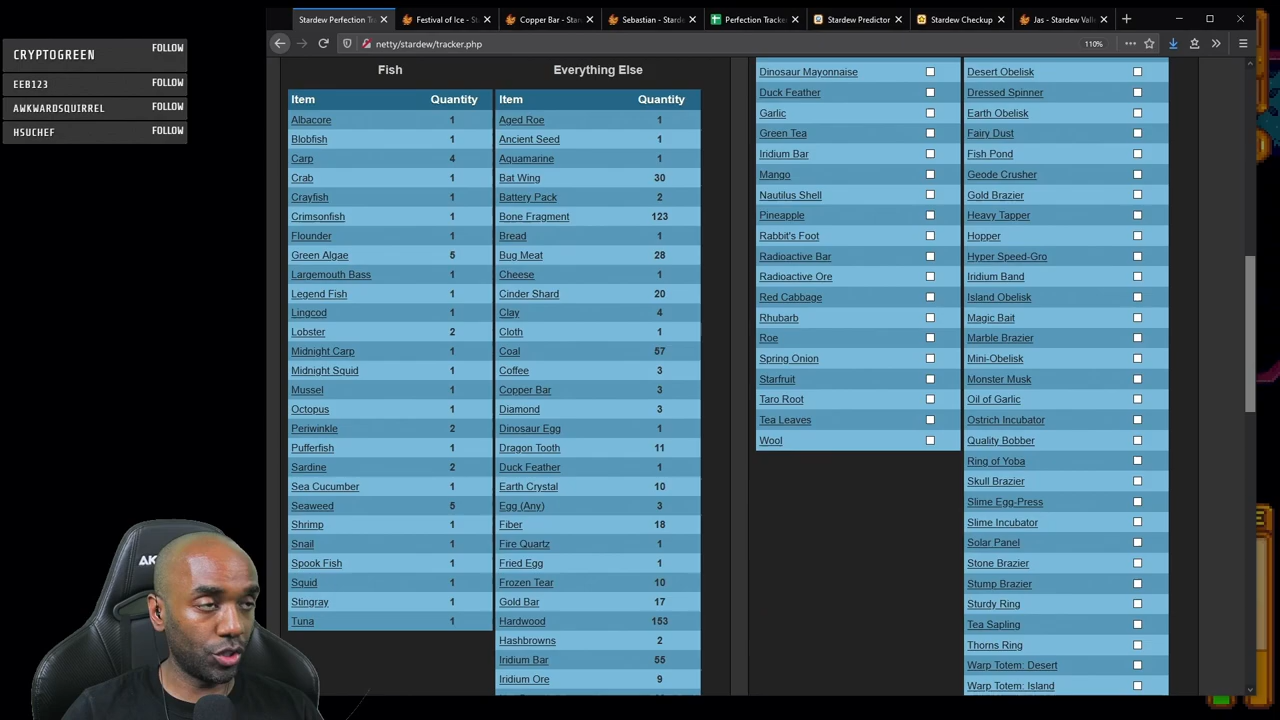 Stardew Perfection Tra
Festival of Ice - Sta
Copper Bar - Star
Sebastian - Stardew
Perfection Tracker
Stardew Predictor
Stardew Checkup
Jas - Stardew Valle
netty/stardew/tracker.php
110%
CRYPTOGREEN FOLLOW
EEB123 FOLLOW
AWKWARDSQUIRREL FOLLOW
HSUCHEF FOLLOW
Fish
Item Quantity
Albacore 1
Blobfish 1
Carp 4
Crab 1
Crayfish 1
Crimsonfish 1
Flounder 1
Green Algae 5
Largemouth Bass 1
Legend Fish 1
Lingcod 1
Lobster 2
Midnight Carp 1
Midnight Squid 1
Mussel 1
Octopus 1
Periwinkle 2
Pufferfish 1
Sardine 2
Sea Cucumber 1
Seaweed 5
Shrimp 1
Snail 1
Spook Fish 1
Squid 1
Stingray 1
Tuna 1
Everything Else
Item Quantity
Aged Roe 1
Ancient Seed 1
Aquamarine 1
Bat Wing 30
Battery Pack 2
Bone Fragment 123
Bread 1
Bug Meat 28
Cheese 1
Cinder Shard 20
Clay 4
Cloth 1
Coal 57
Coffee 3
Copper Bar 3
Diamond 3
Dinosaur Egg 1
Dragon Tooth 11
Duck Feather 1
Earth Crystal 10
Egg (Any) 3
Fiber 18
Fire Quartz 1
Fried Egg 1
Frozen Tear 10
Gold Bar 17
Hardwood 153
Hashbrowns 2
Iridium Bar 55
Iridium Ore 9
Dinosaur Mayonnaise
Duck Feather
Garlic
Green Tea
Iridium Bar
Mango
Nautilus Shell
Pineapple
Rabbit's Foot
Radioactive Bar
Radioactive Ore
Red Cabbage
Rhubarb
Roe
Spring Onion
Starfruit
Taro Root
Tea Leaves
Wool
Desert Obelisk
Dressed Spinner
Earth Obelisk
Fairy Dust
Fish Pond
Geode Crusher
Gold Brazier
Heavy Tapper
Hopper
Hyper Speed-Gro
Iridium Band
Island Obelisk
Magic Bait
Marble Brazier
Mini-Obelisk
Monster Musk
Oil of Garlic
Ostrich Incubator
Quality Bobber
Ring of Yoba
Skull Brazier
Slime Egg-Press
Slime Incubator
Solar Panel
Stone Brazier
Stump Brazier
Sturdy Ring
Tea Sapling
Thorns Ring
Warp Totem: Desert
Warp Totem: Island
AK